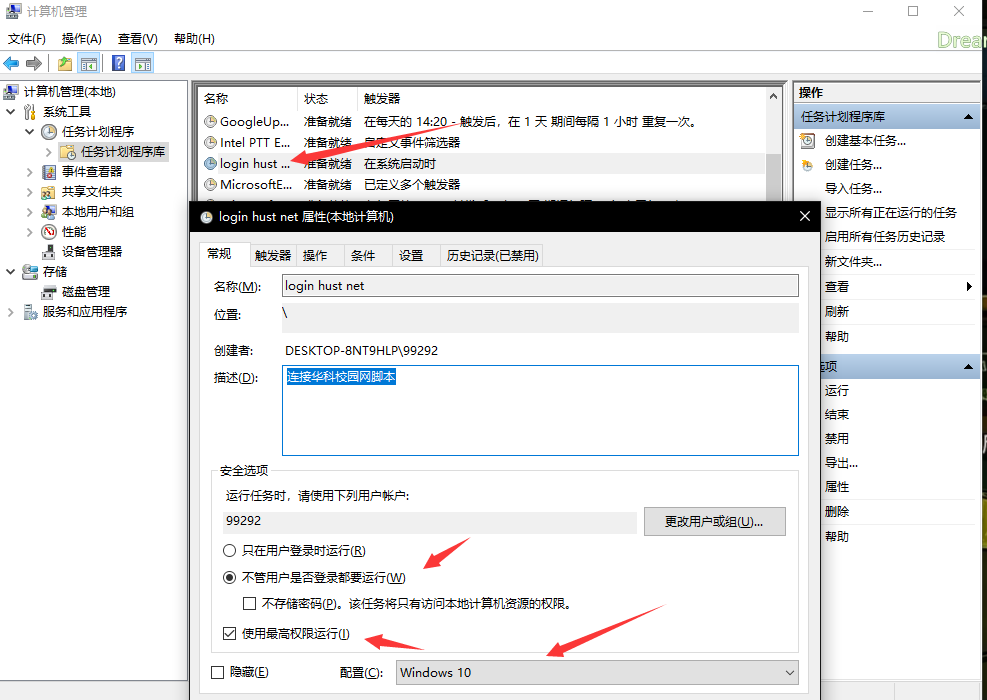 计算机管理
文件(F) 操作(A) 查看(V) 帮助(H)
Drea
计算机管理(本地)
系统工具
任务计划程序
任务计划程序库
事件查看器
共享文件夹
本地用户和组
性能
设备管理器
存储
磁盘管理
服务和应用程序
名称 状态 触发器
GoogleUp... 准备就绪 在每天的 14:20 - 触发后，在 1 天 期间每隔 1 小时 重复一次。
Intel PTT E... 准备就绪 自定义事件筛选器
login hust ... 准备就绪 在系统启动时
MicrosoftE... 准备就绪 已定义多个触发器
操作
任务计划程序库
创建基本任务...
创建任务...
导入任务...
显示所有正在运行的任务
启用所有任务历史记录
新文件夹...
查看
刷新
帮助
项
运行
结束
禁用
导出...
属性
删除
帮助
login hust net 属性(本地计算机)
常规 触发器 操作 条件 设置 历史记录(已禁用)
名称(M): login hust net
位置: \
创建者: DESKTOP-8NT9HLP\99292
描述(D): 连接华科校园网脚本
安全选项
运行任务时，请使用下列用户帐户:
99292 更改用户或组(U)...
只在用户登录时运行(R)
不管用户是否登录都要运行(W)
不存储密码(P)。该任务将只有访问本地计算机资源的权限。
使用最高权限运行(I)
隐藏(E) 配置(C): Windows 10